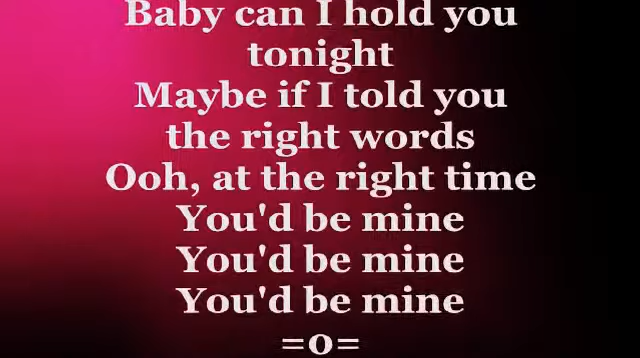 Baby can I hold you
tonight
Maybe if I told you
the right words
Ooh, at the right time
You'd be mine
You'd be mine
You'd be mine
=0=